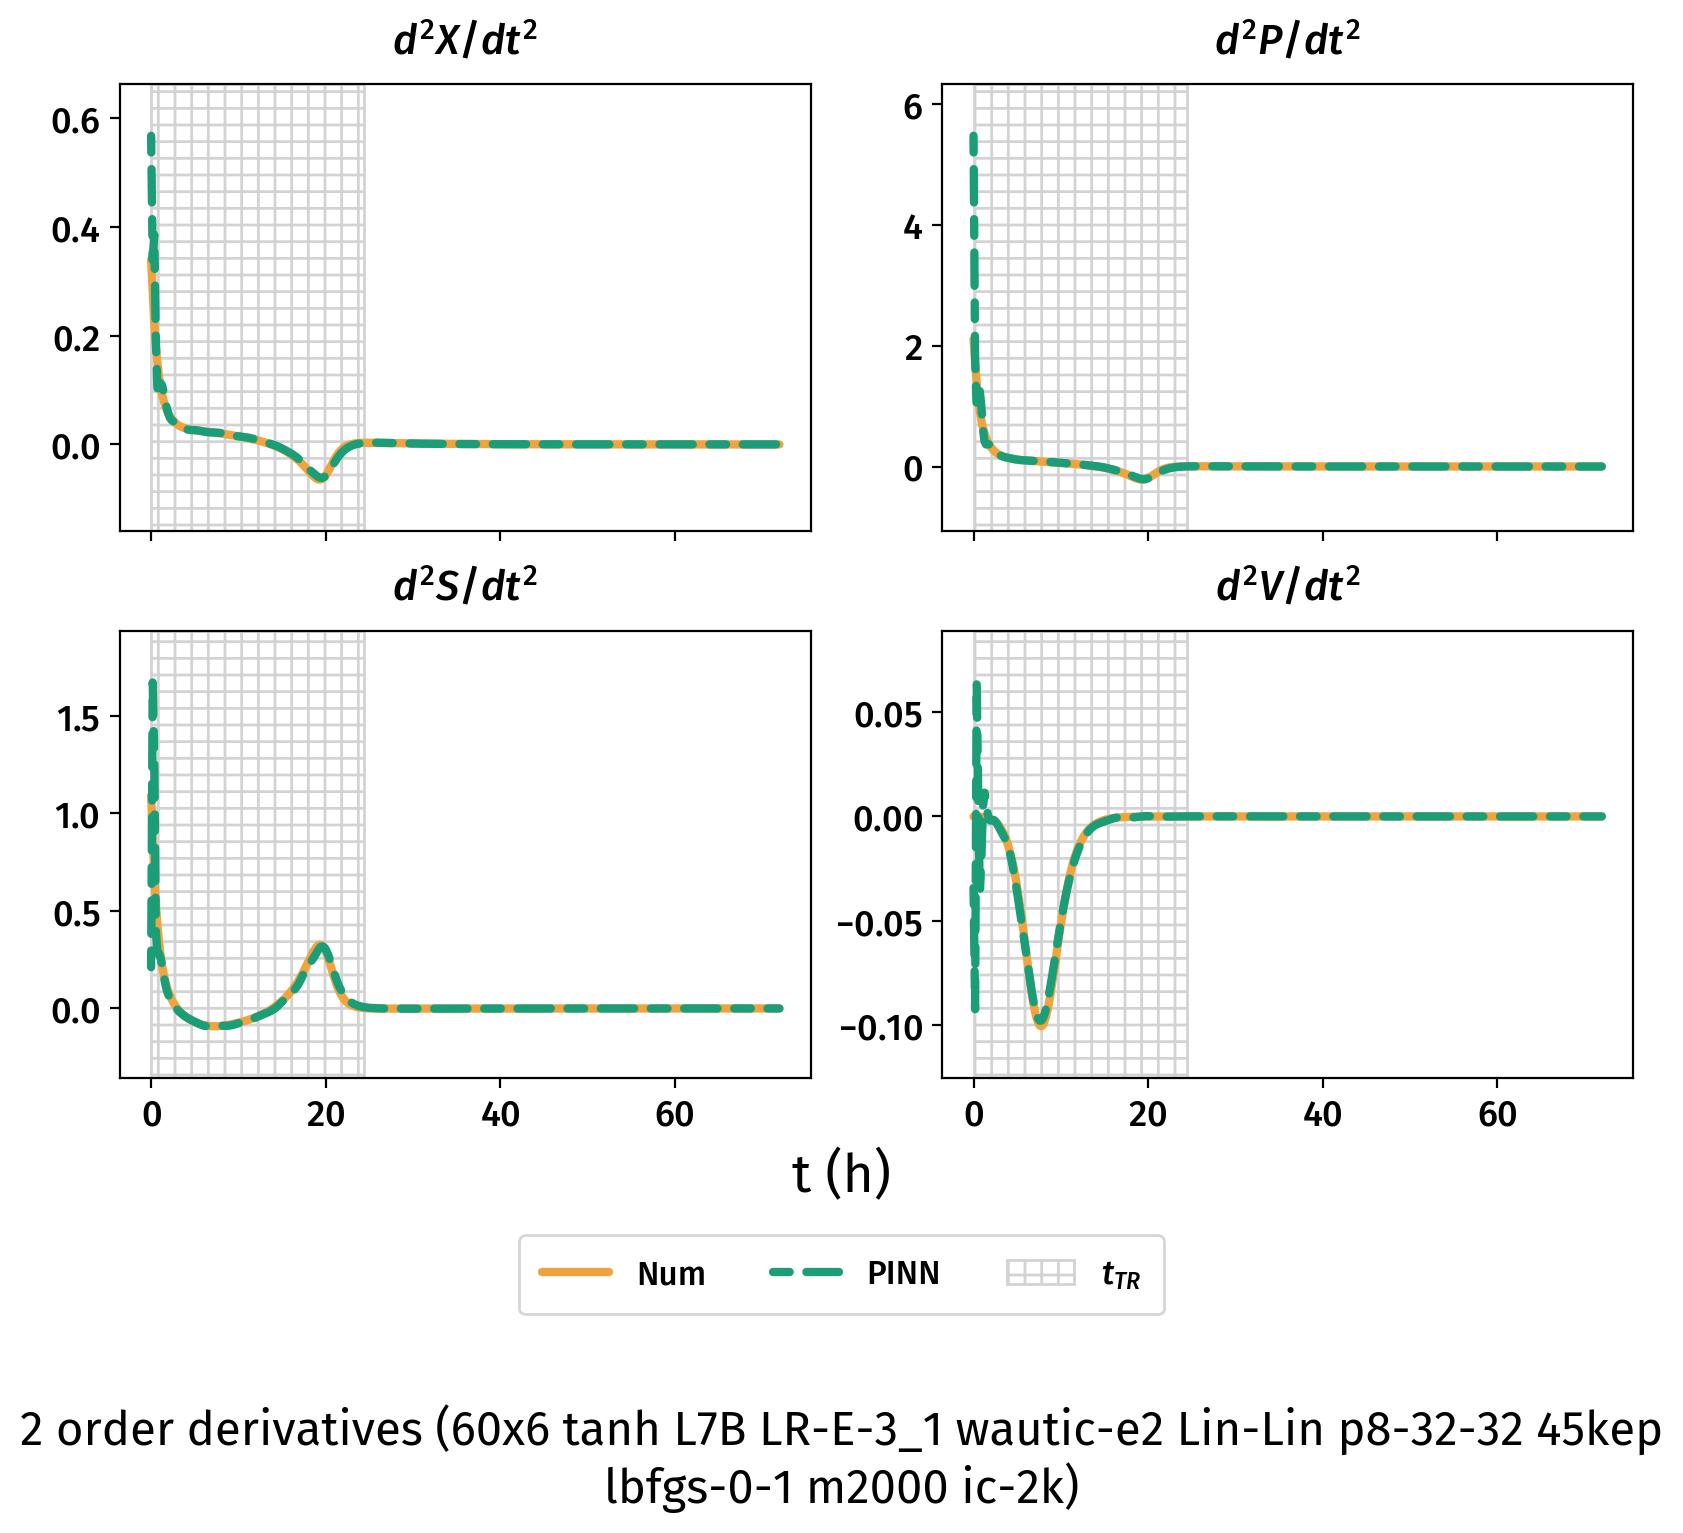 d²X/dt²
d²P/dt²
0.6
0.4
0.2
0.0
6
4
2
0
d²S/dt²
d²V/dt²
1.5
1.0
0.5
0.0
0.05
0.00
−0.05
−0.10
0 20 40 60
0 20 40 60
t (h)
Num PINN t_TR
2 order derivatives (60x6 tanh L7B LR-E-3_1 wautic-e2 Lin-Lin p8-32-32 45kep
lbfgs-0-1 m2000 ic-2k)